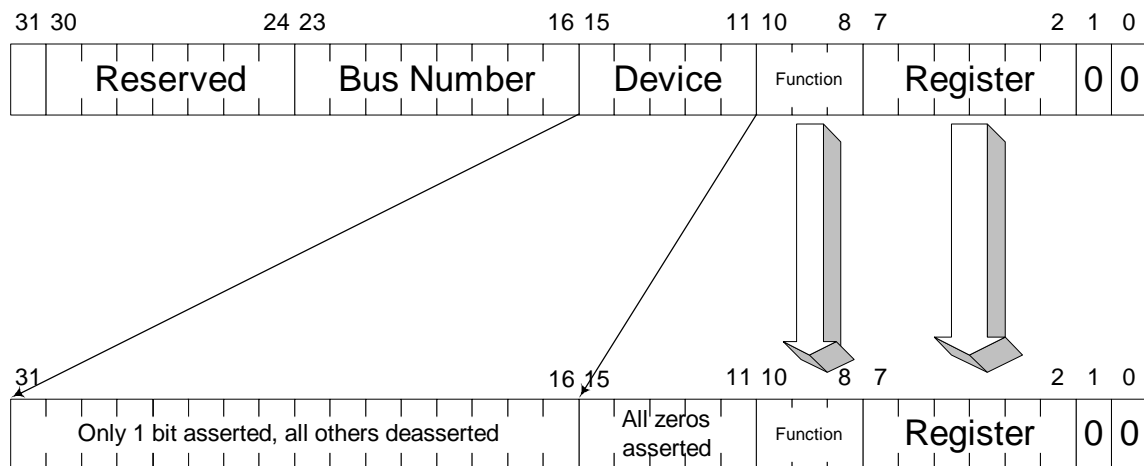 31 30 24 23 16 15 11 10 8 7 2 1 0
Reserved Bus Number Device Function Register 0 0
31 16 15 11 10 8 7 2 1 0
Only 1 bit asserted, all others deasserted All zeros asserted Function Register 0 0